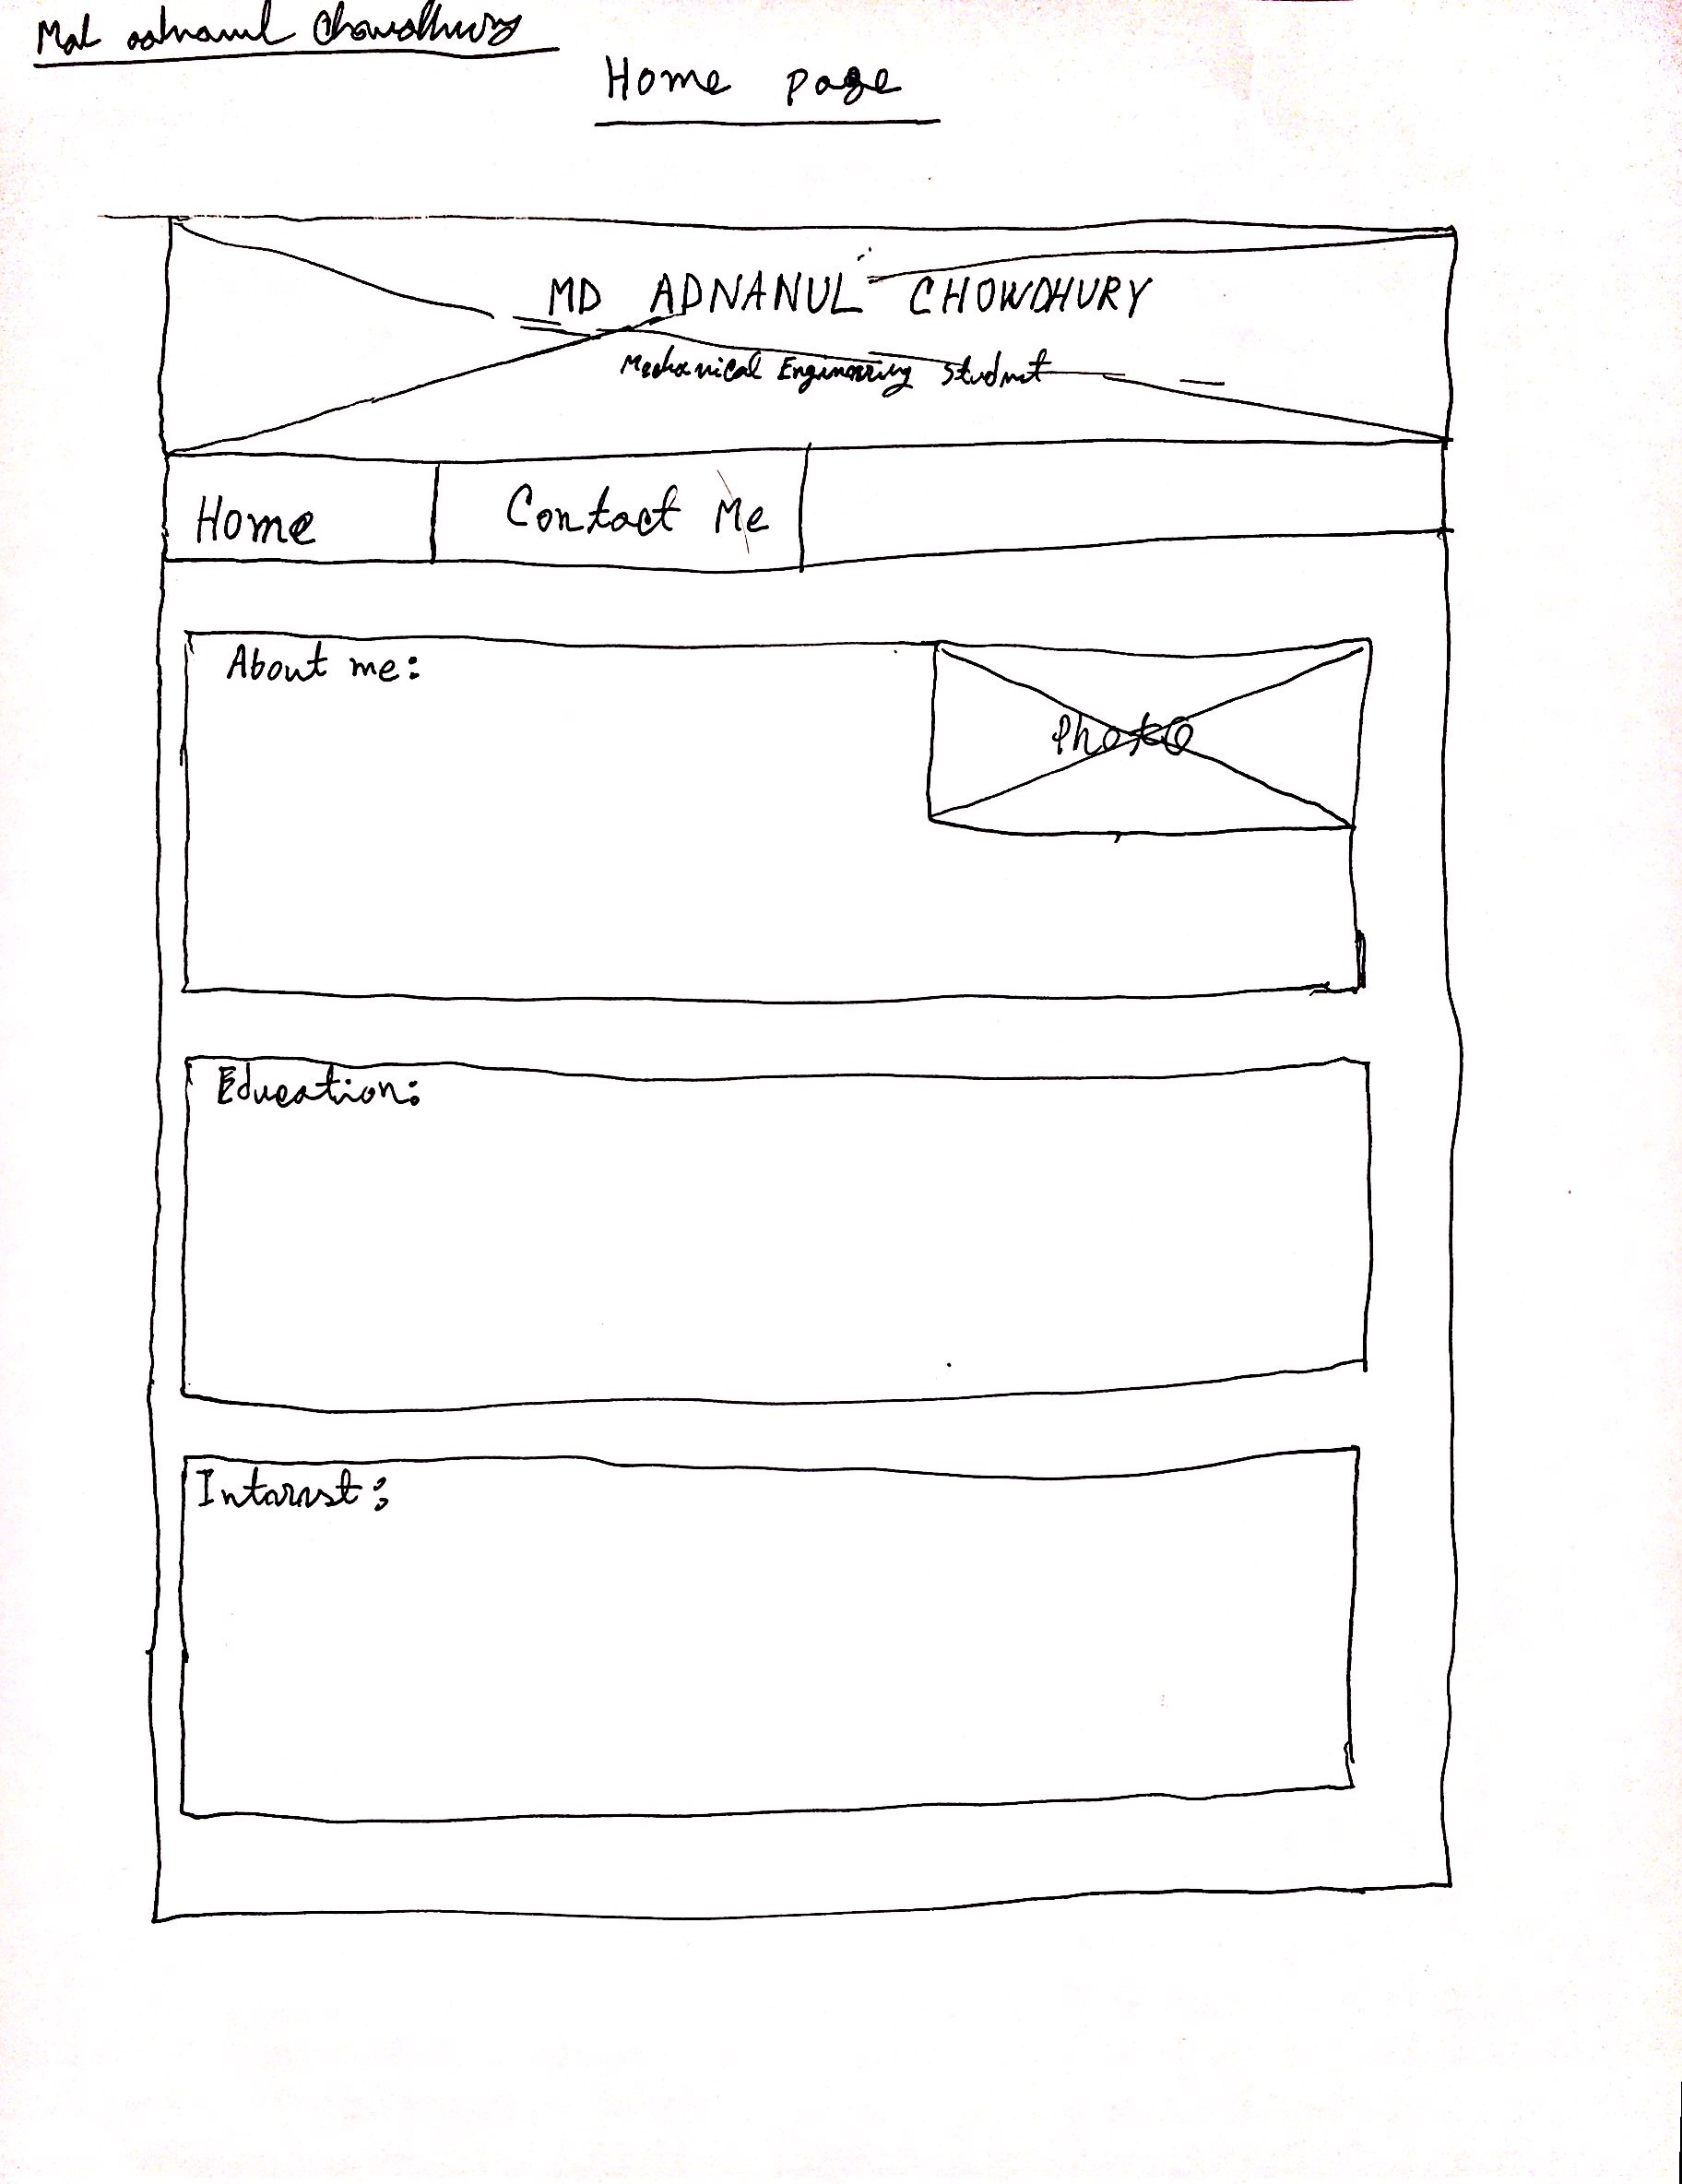 Md adnanul Chowdhury
Home page
MD ADNANUL CHOWDHURY
Mechanical Engineering Student
Home
Contact Me
About me:
Photo
Education:
Interest: